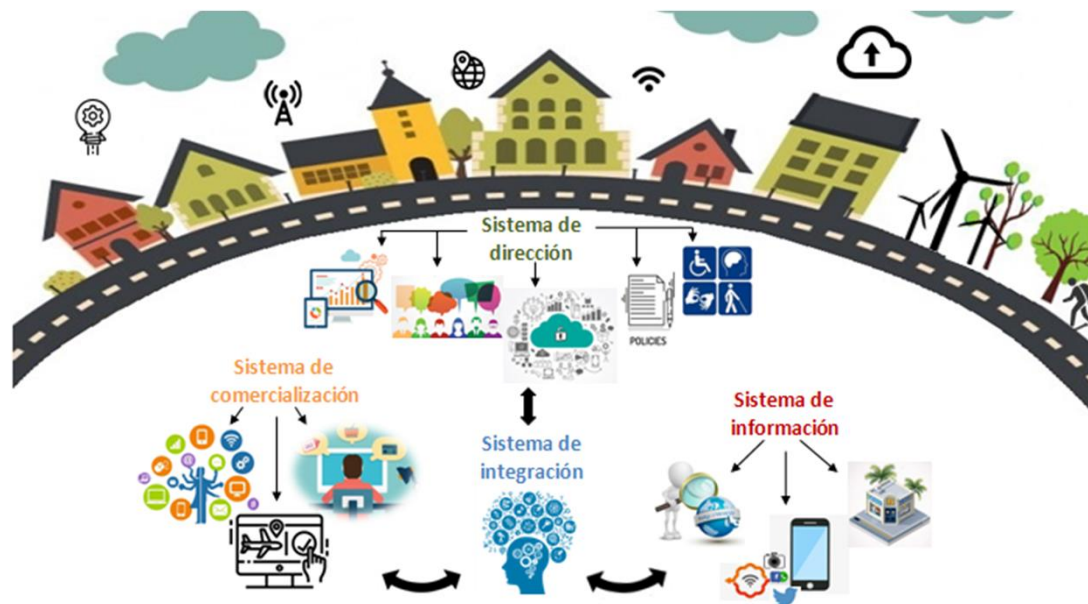 Sistema de
dirección
POLICIES
Sistema de
comercialización
Sistema de
integración
Sistema de
información